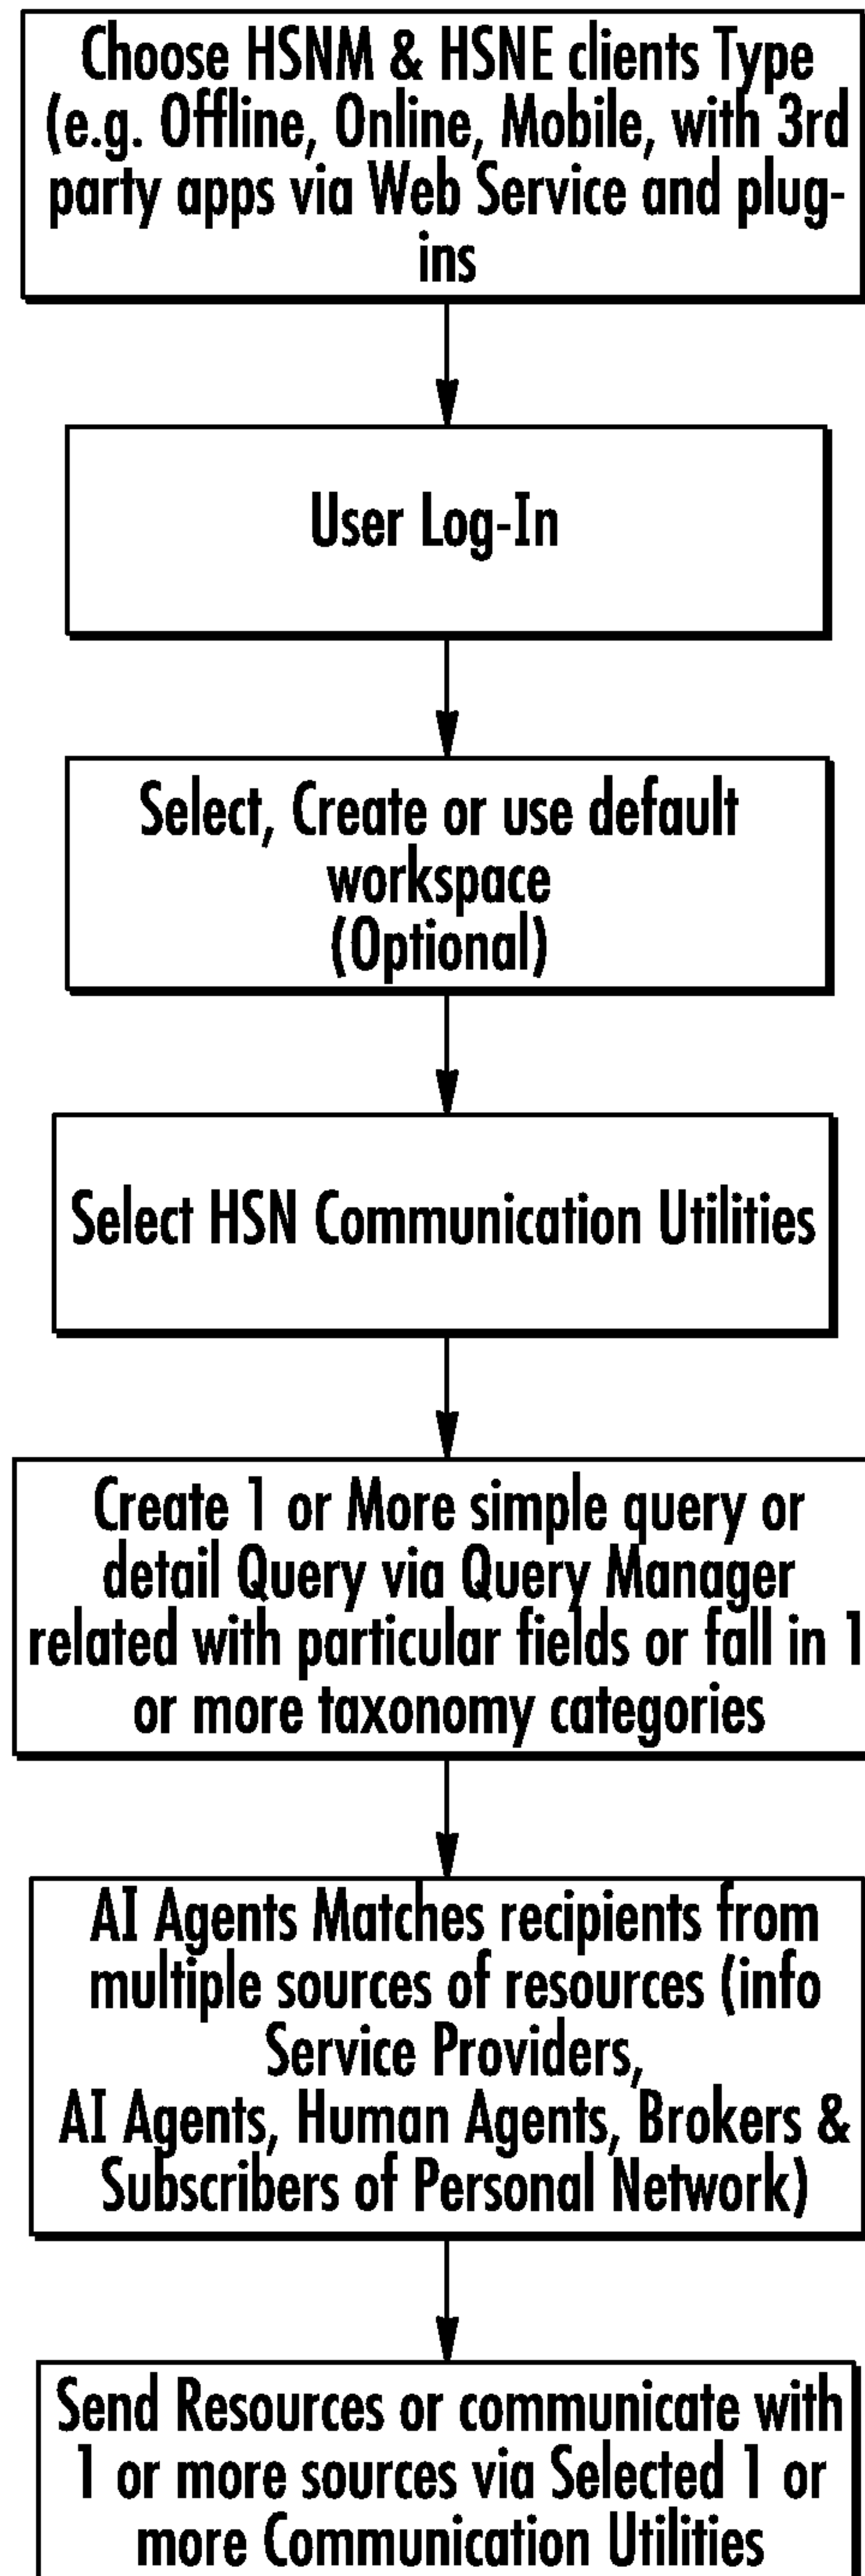 Choose HSNM & HSNE clients Type
(e.g. Offline, Online, Mobile, with 3rd
party apps via Web Service and plug-
ins
User Log-In
Select, Create or use default
workspace
(Optional)
Select HSN Communication Utilities
Create 1 or More simple query or
detail Query via Query Manager
related with particular fields or fall in 1
or more taxonomy categories
AI Agents Matches recipients from
multiple sources of resources (info
Service Providers,
AI Agents, Human Agents, Brokers &
Subscribers of Personal Network)
Send Resources or communicate with
1 or more sources via Selected 1 or
more Communication Utilities